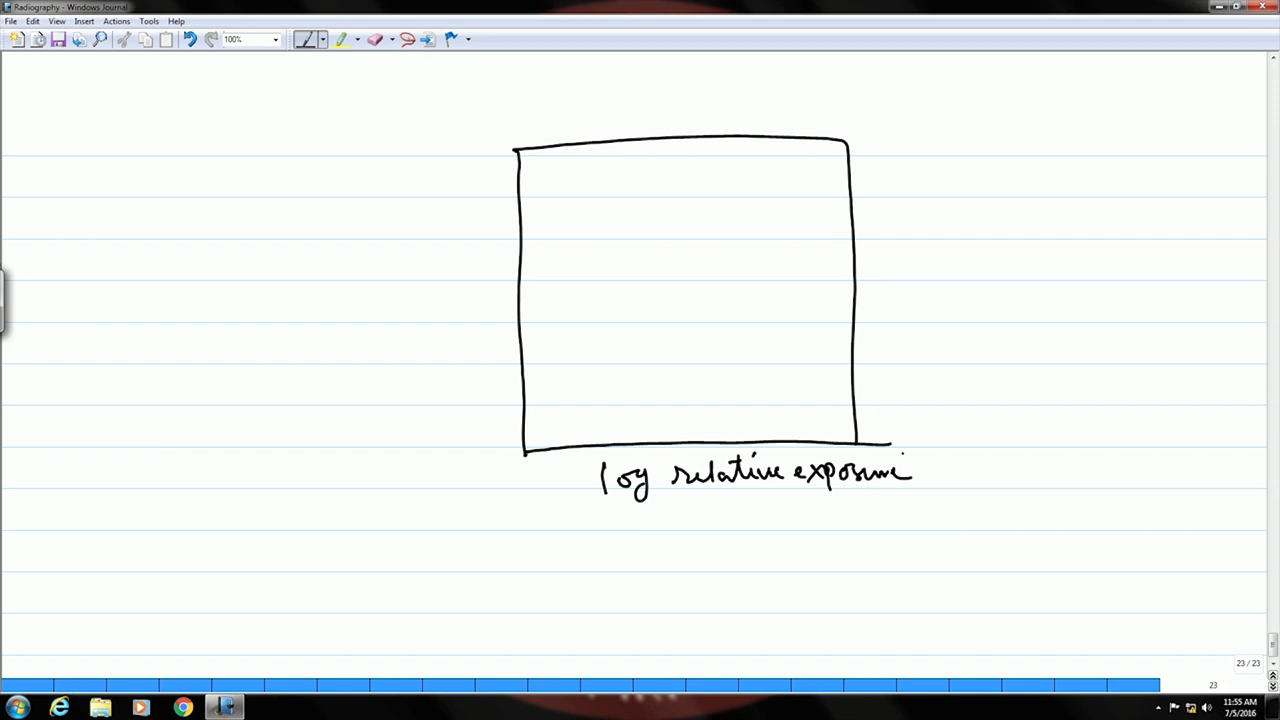 Radiography - Windows Journal
File Edit View Insert Actions Tools Help
100%
log relative exposure
23 / 23
23
11:55 AM
7/5/2016